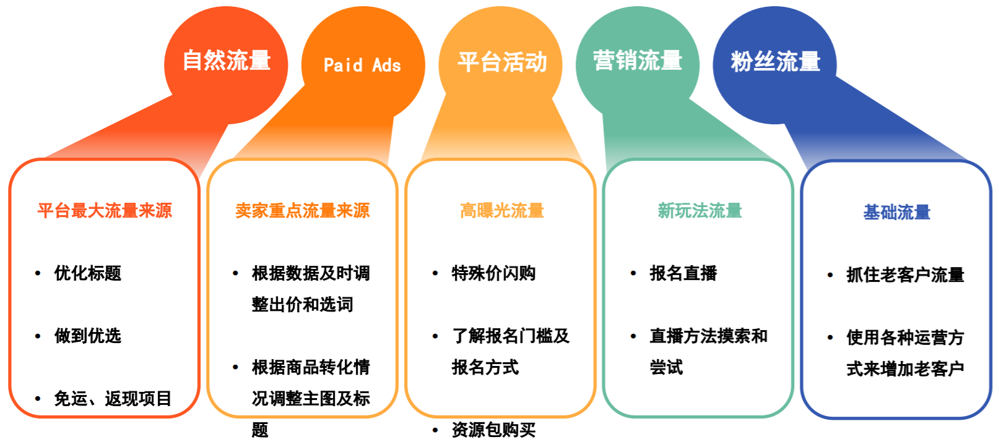 自然流量
Paid Ads
平台活动
营销流量
粉丝流量
平台最大流量来源
• 优化标题
• 做到优选
• 免运、返现项目
卖家重点流量来源
• 根据数据及时调
整出价和选词
• 根据商品转化情
况调整主图及标
题
高曝光流量
• 特殊价闪购
• 了解报名门槛及
报名方式
• 资源包购买
新玩法流量
• 报名直播
• 直播方法摸索和
尝试
基础流量
• 抓住老客户流量
• 使用各种运营方
式来增加老客户